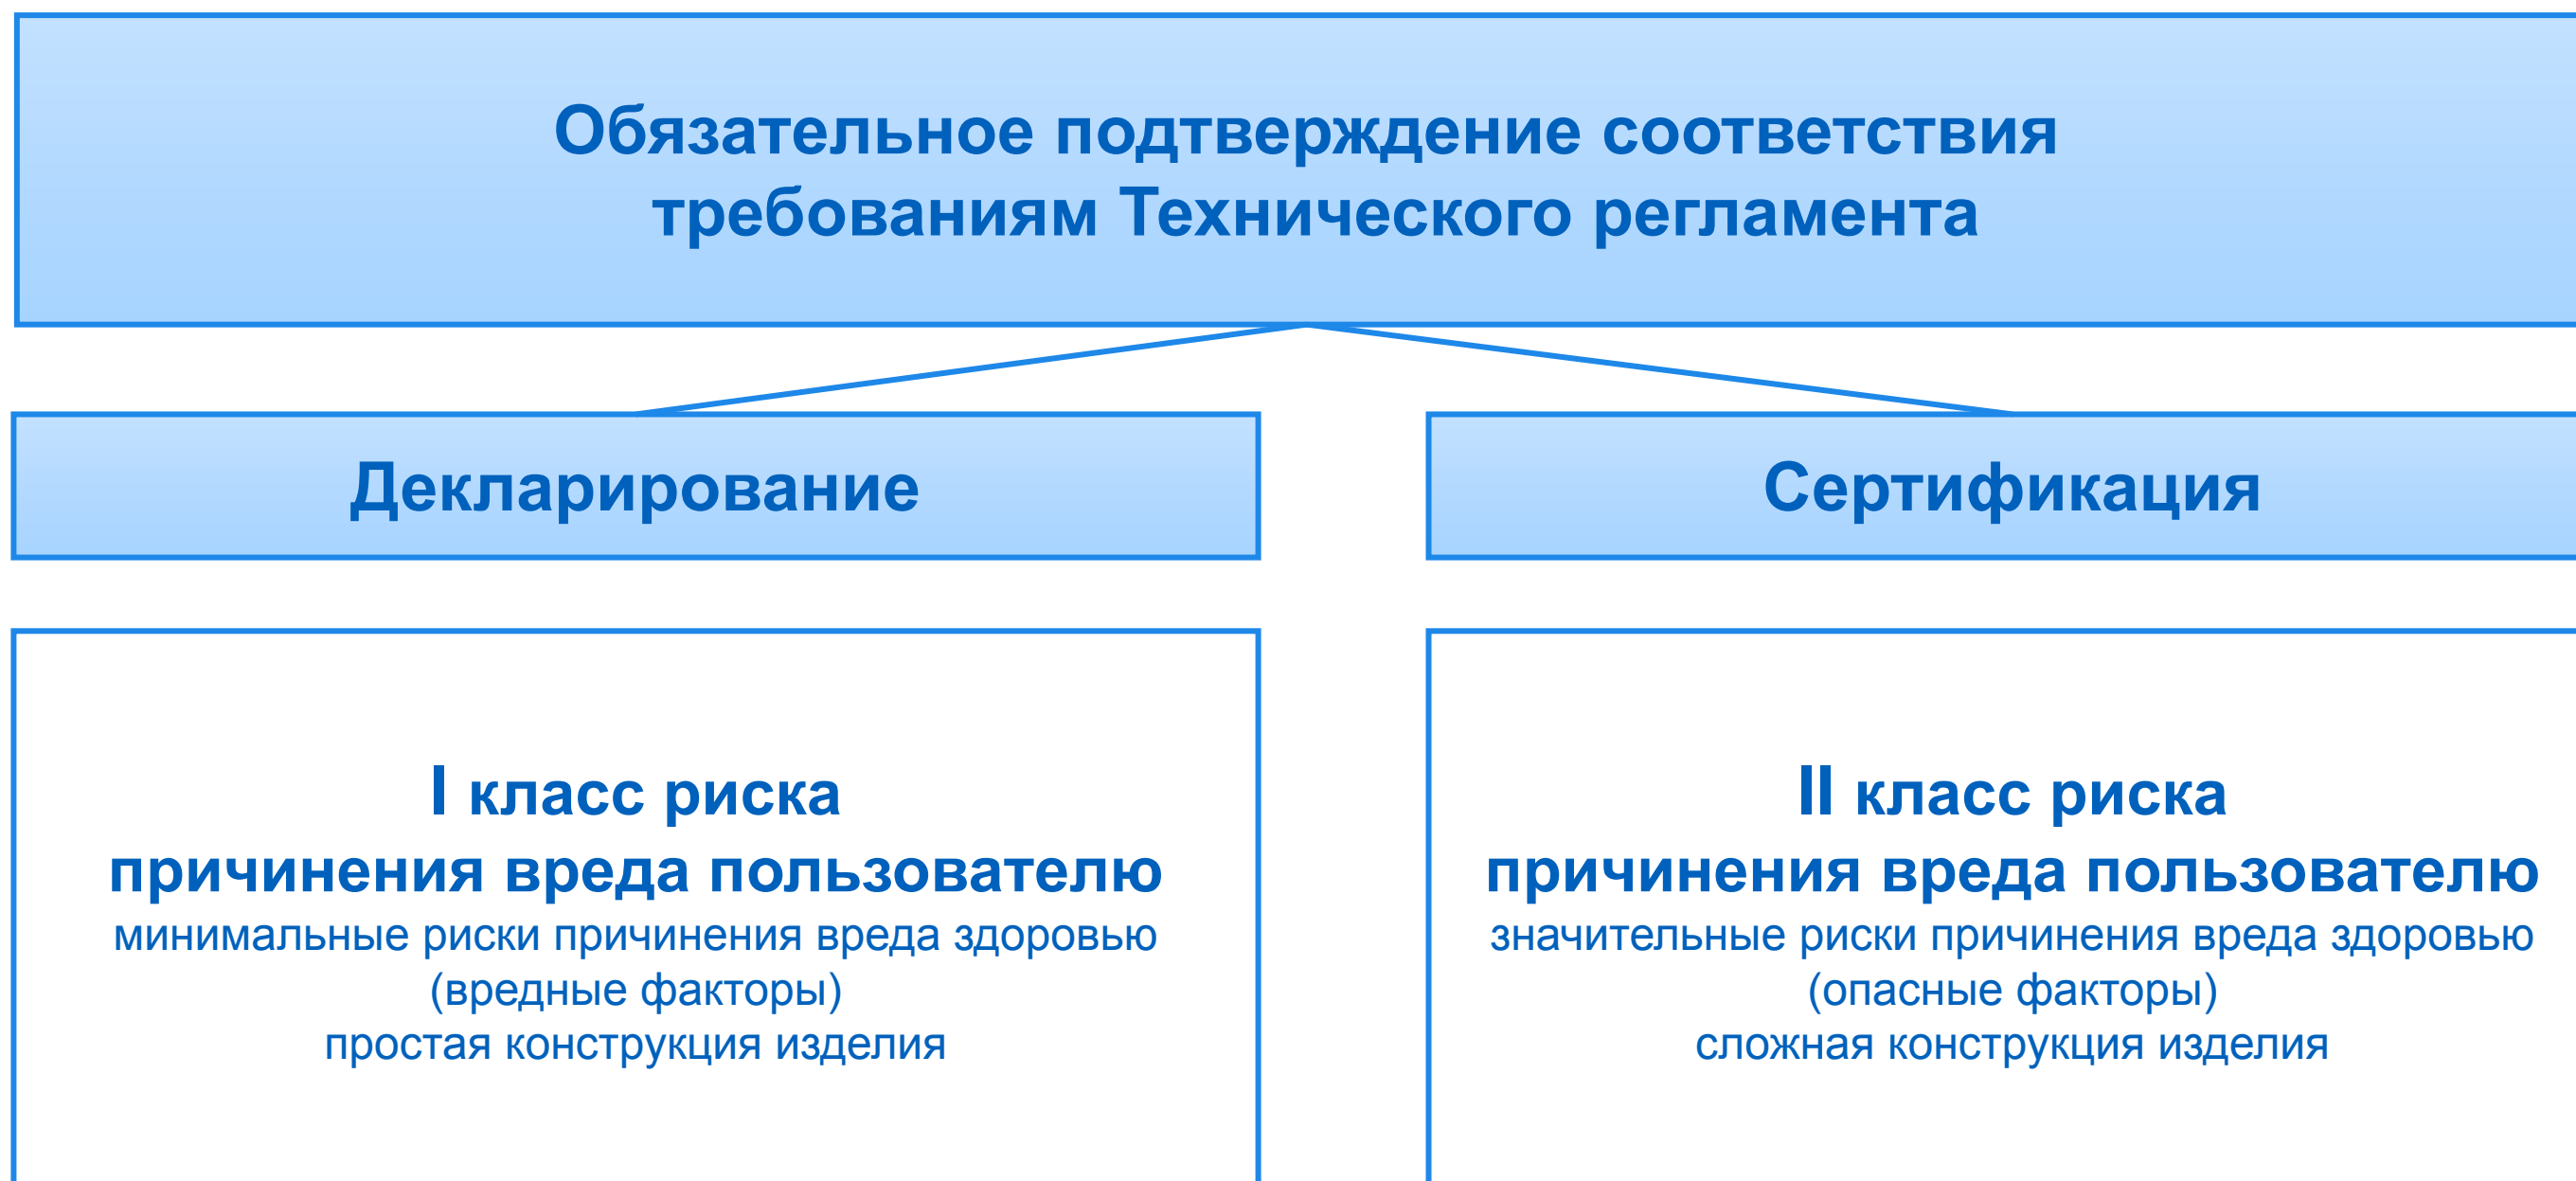 Обязательное подтверждение соответствия
требованиям Технического регламента
Декларирование
Сертификация
I класс риска
причинения вреда пользователю
минимальные риски причинения вреда здоровью
(вредные факторы)
простая конструкция изделия
II класс риска
причинения вреда пользователю
значительные риски причинения вреда здоровью
(опасные факторы)
сложная конструкция изделия